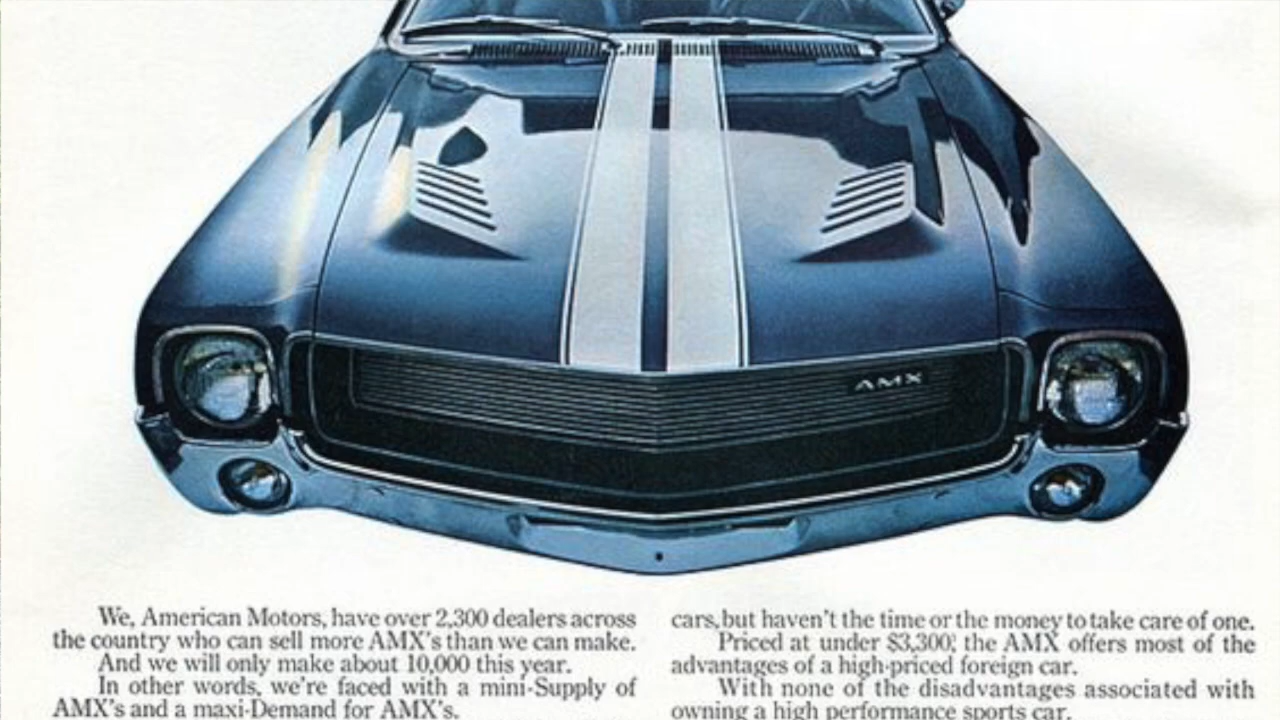 AMX
We, American Motors, have over 2,300 dealers across
the country who can sell more AMX's than we can make.
And we will only make about 10,000 this year.
In other words, we're faced with a mini-Supply of
AMX's and a maxi-Demand for AMX's.
cars, but haven't the time or the money to take care of one.
Priced at under $3,300¹, the AMX offers most of the
advantages of a high-priced foreign car.
With none of the disadvantages associated with
owning a high performance sports car.